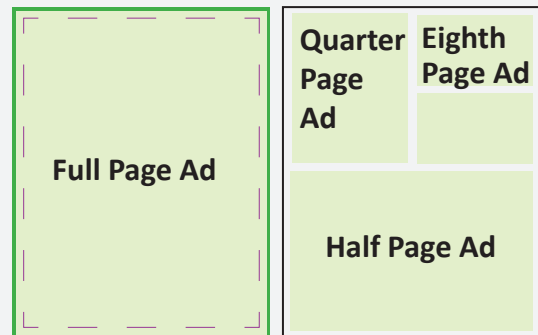 Full Page Ad
Quarter
Page
Ad
Eighth
Page Ad
Half Page Ad